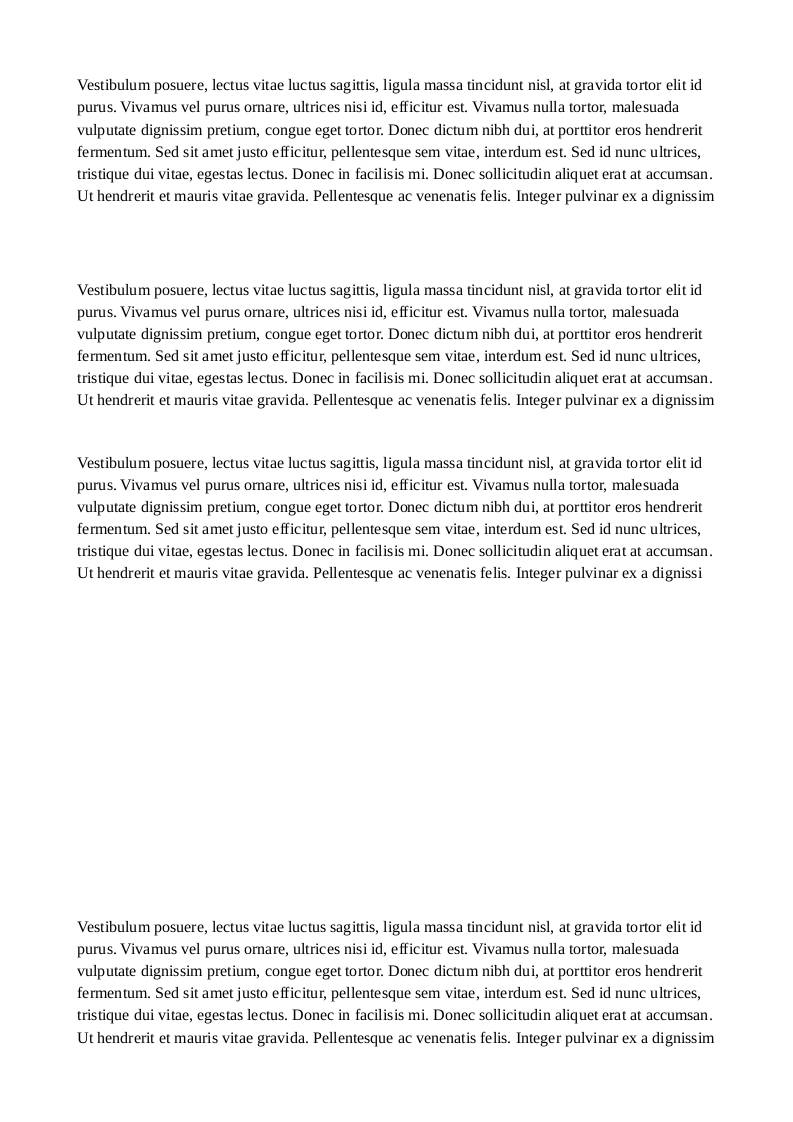 Vestibulum posuere, lectus vitae luctus sagittis, ligula massa tincidunt nisl, at gravida tortor elit id
purus. Vivamus vel purus ornare, ultrices nisi id, efficitur est. Vivamus nulla tortor, malesuada
vulputate dignissim pretium, congue eget tortor. Donec dictum nibh dui, at porttitor eros hendrerit
fermentum. Sed sit amet justo efficitur, pellentesque sem vitae, interdum est. Sed id nunc ultrices,
tristique dui vitae, egestas lectus. Donec in facilisis mi. Donec sollicitudin aliquet erat at accumsan.
Ut hendrerit et mauris vitae gravida. Pellentesque ac venenatis felis. Integer pulvinar ex a dignissim
Vestibulum posuere, lectus vitae luctus sagittis, ligula massa tincidunt nisl, at gravida tortor elit id
purus. Vivamus vel purus ornare, ultrices nisi id, efficitur est. Vivamus nulla tortor, malesuada
vulputate dignissim pretium, congue eget tortor. Donec dictum nibh dui, at porttitor eros hendrerit
fermentum. Sed sit amet justo efficitur, pellentesque sem vitae, interdum est. Sed id nunc ultrices,
tristique dui vitae, egestas lectus. Donec in facilisis mi. Donec sollicitudin aliquet erat at accumsan.
Ut hendrerit et mauris vitae gravida. Pellentesque ac venenatis felis. Integer pulvinar ex a dignissim
Vestibulum posuere, lectus vitae luctus sagittis, ligula massa tincidunt nisl, at gravida tortor elit id
purus. Vivamus vel purus ornare, ultrices nisi id, efficitur est. Vivamus nulla tortor, malesuada
vulputate dignissim pretium, congue eget tortor. Donec dictum nibh dui, at porttitor eros hendrerit
fermentum. Sed sit amet justo efficitur, pellentesque sem vitae, interdum est. Sed id nunc ultrices,
tristique dui vitae, egestas lectus. Donec in facilisis mi. Donec sollicitudin aliquet erat at accumsan.
Ut hendrerit et mauris vitae gravida. Pellentesque ac venenatis felis. Integer pulvinar ex a dignissi
Vestibulum posuere, lectus vitae luctus sagittis, ligula massa tincidunt nisl, at gravida tortor elit id
purus. Vivamus vel purus ornare, ultrices nisi id, efficitur est. Vivamus nulla tortor, malesuada
vulputate dignissim pretium, congue eget tortor. Donec dictum nibh dui, at porttitor eros hendrerit
fermentum. Sed sit amet justo efficitur, pellentesque sem vitae, interdum est. Sed id nunc ultrices,
tristique dui vitae, egestas lectus. Donec in facilisis mi. Donec sollicitudin aliquet erat at accumsan.
Ut hendrerit et mauris vitae gravida. Pellentesque ac venenatis felis. Integer pulvinar ex a dignissim